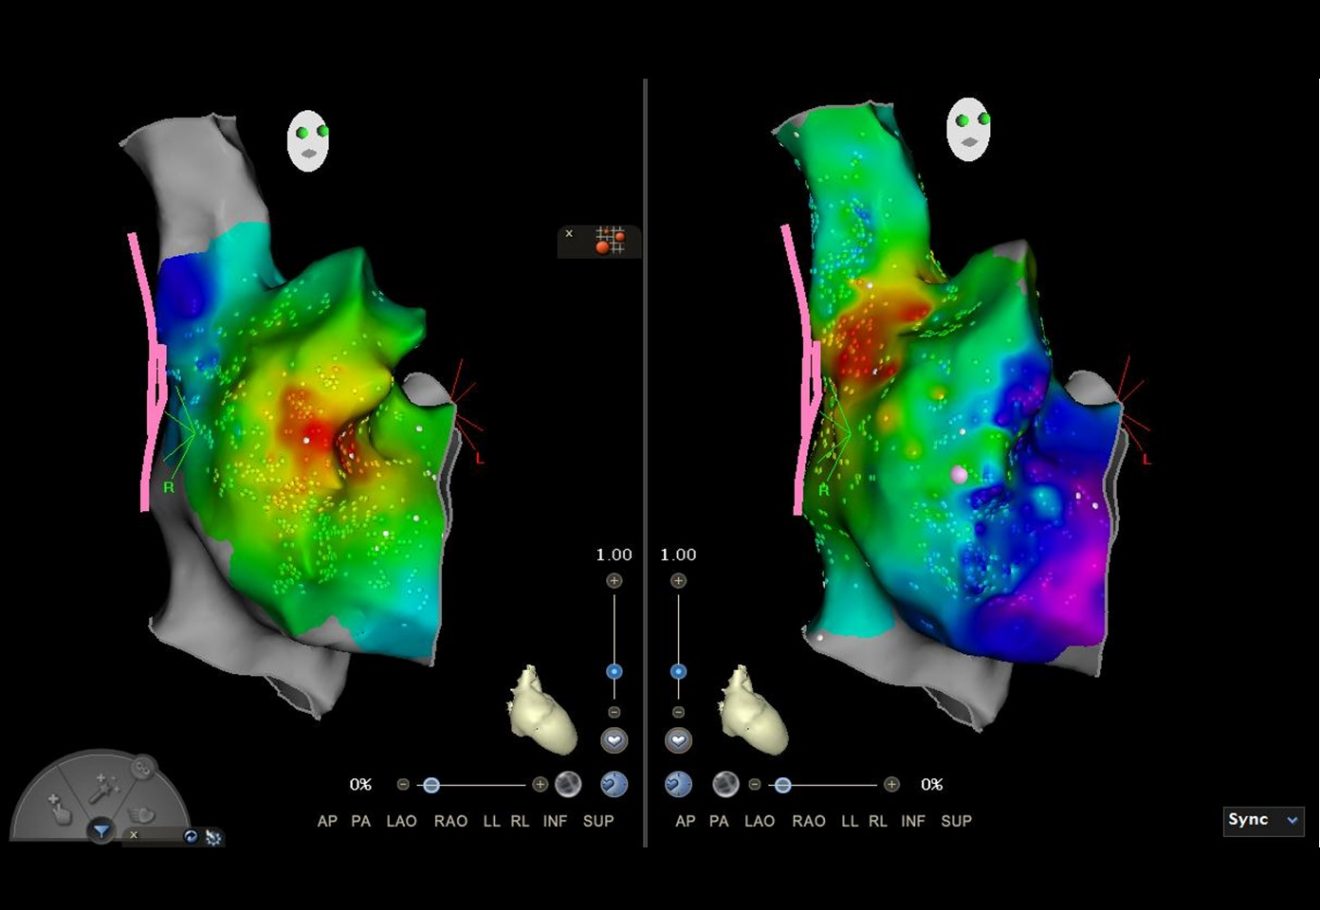 x
L
L
R
R
1.00
1.00
0%
0%
AP PA LAO RAO LL RL INF SUP
AP PA LAO RAO LL RL INF SUP
Sync
x